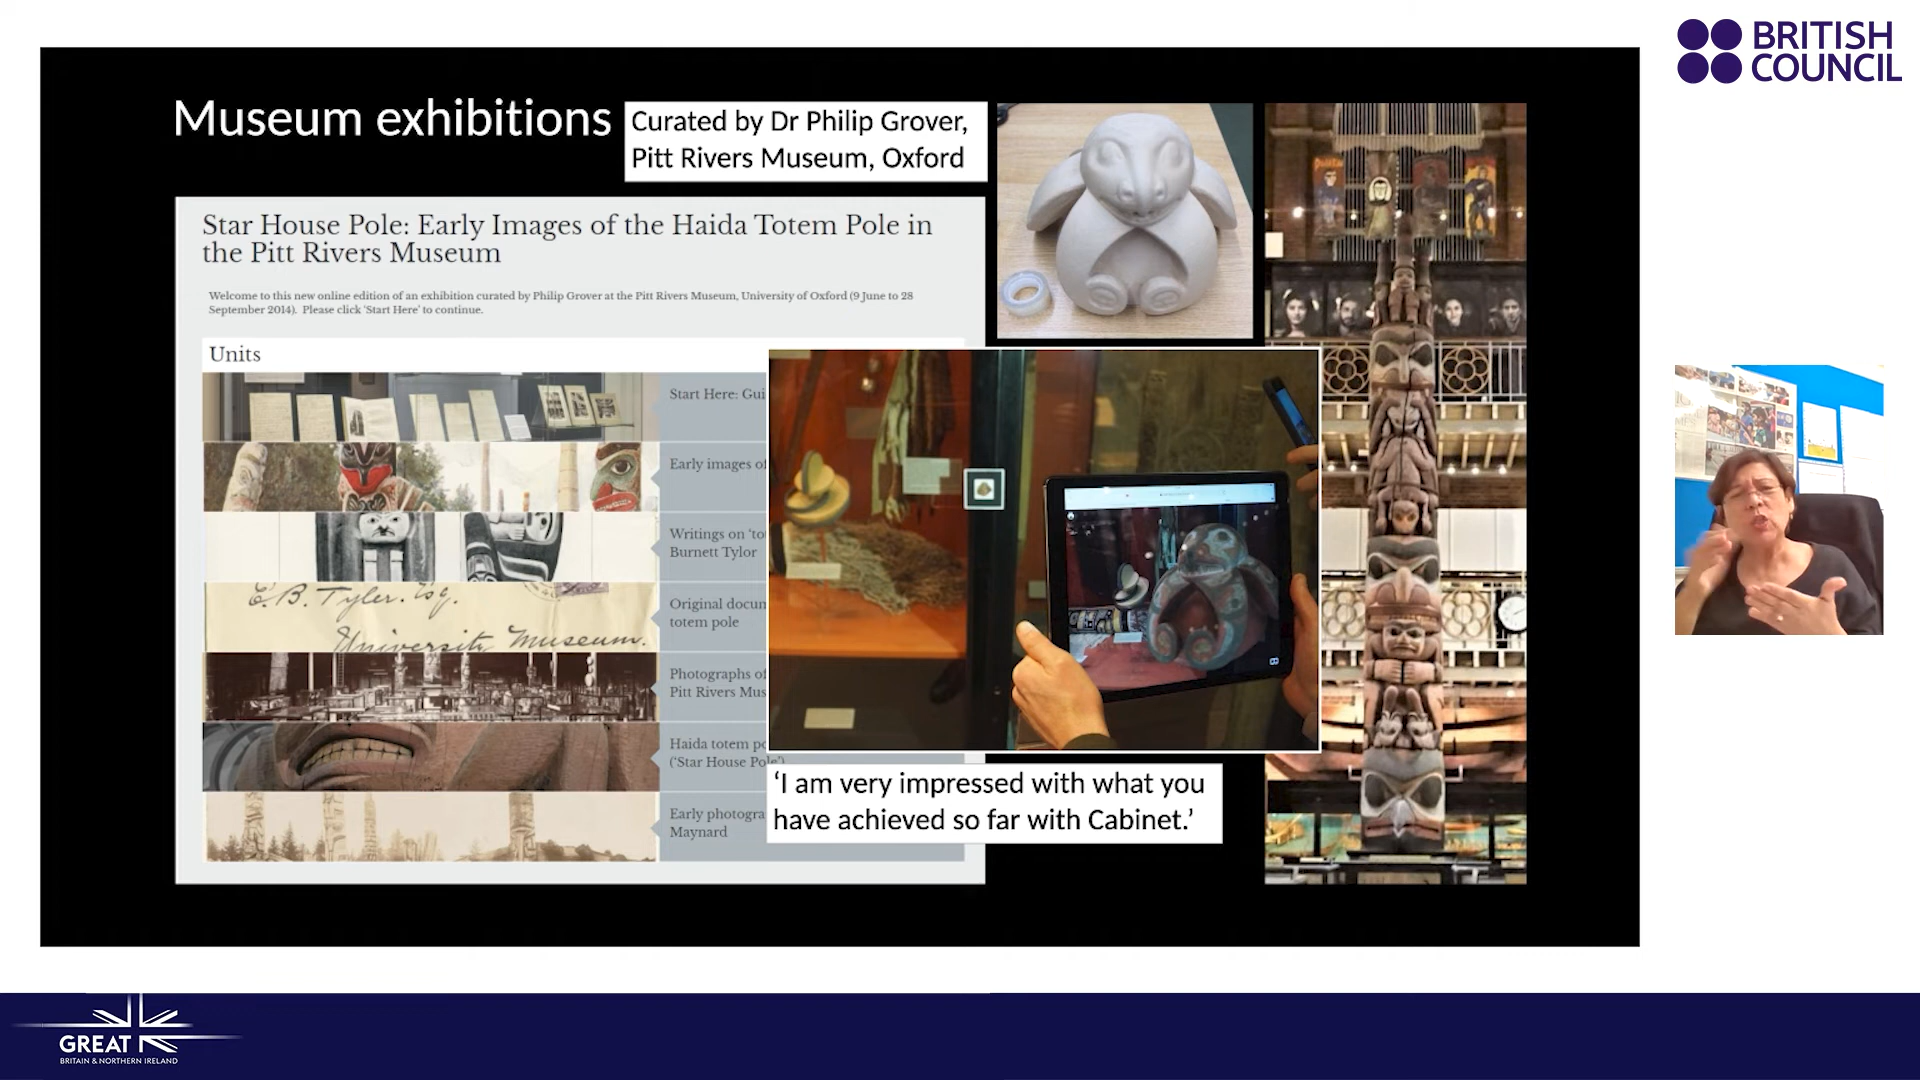 BRITISH
COUNCIL
Museum exhibitions
Curated by Dr Philip Grover,
Pitt Rivers Museum, Oxford
Star House Pole: Early Images of the Haida Totem Pole in
the Pitt Rivers Museum
Welcome to this new online edition of an exhibition curated by Philip Grover at the Pitt Rivers Museum, University of Oxford (9 June to 28
September 2014). Please click 'Start Here' to continue.
Units
Start Here: Gui
Early images of
Writings on 'to
Burnett Tylor
E. B. Tyler. Esq.
University Museum.
Original docum
totem pole
Photographs of
Pitt Rivers Mus
Haida totem po
('Star House Pole')
Early photogra
Maynard
'I am very impressed with what you
have achieved so far with Cabinet.'
GREAT
BRITAIN & NORTHERN IRELAND